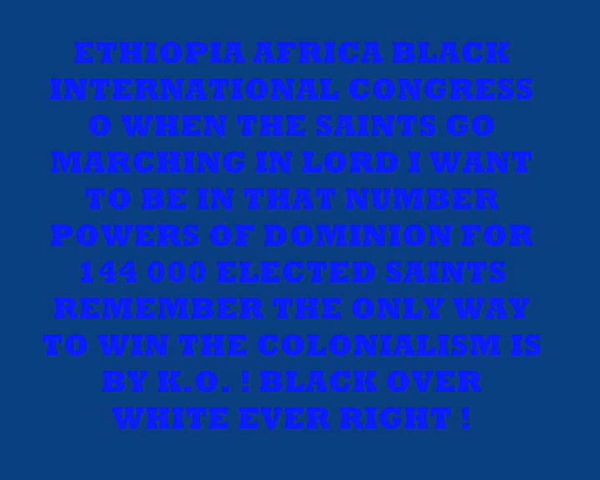 ETHIOPIA AFRICA BLACK
INTERNATIONAL CONGRESS
O WHEN THE SAINTS GO
MARCHING IN LORD I WANT
TO BE IN THAT NUMBER
POWERS OF DOMINION FOR
144 000 ELECTED SAINTS
REMEMBER THE ONLY WAY
TO WIN THE COLONIALISM IS
BY K.O. ! BLACK OVER
WHITE EVER RIGHT !